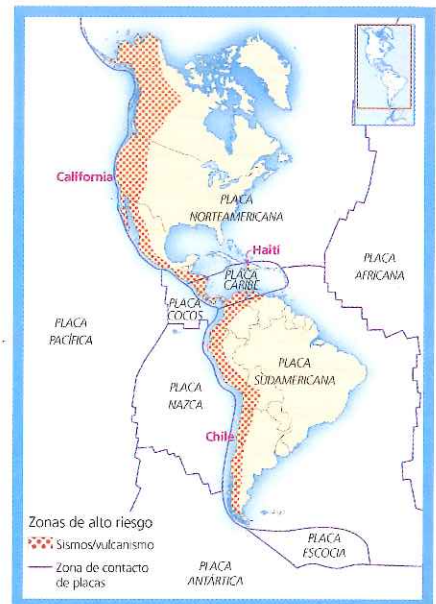 California
PLACA
NORTEAMERICANA
Haití
PLACA
CARIBE
PLACA
AFRICANA
PLACA
COCOS
PLACA
PACÍFICA
PLACA
SUDAMERICANA
PLACA
NAZCA
Chile
Zonas de alto riesgo
Sismos/vulcanismo
Zona de contacto
de placas
PLACA
ESCOCIA
PLACA
ANTÁRTICA